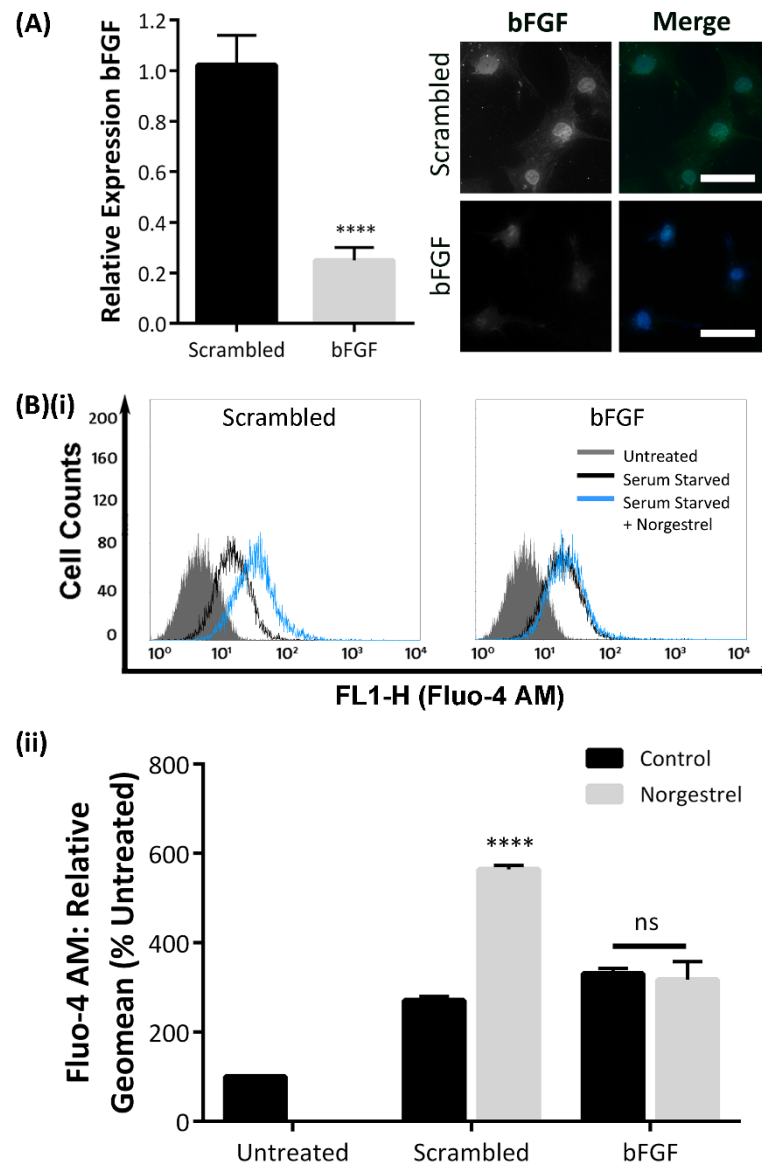 (A)
Relative Expression bFGF
1.2
1.0
0.8
0.6
0.4
0.2
0.0
****
Scrambled bFGF
bFGF Merge
Scrambled
bFGF
(B)(i)
Cell Counts
200
160
120
80
40
0
Scrambled
10⁰ 10¹ 10² 10³ 10⁴
bFGF
Untreated
Serum Starved
Serum Starved
+ Norgestrel
10⁰ 10¹ 10² 10³ 10⁴
FL1-H (Fluo-4 AM)
(ii)
Fluo-4 AM: Relative
Geomean (% Untreated)
800
600
400
200
0
Control
Norgestrel
****
ns
Untreated Scrambled bFGF